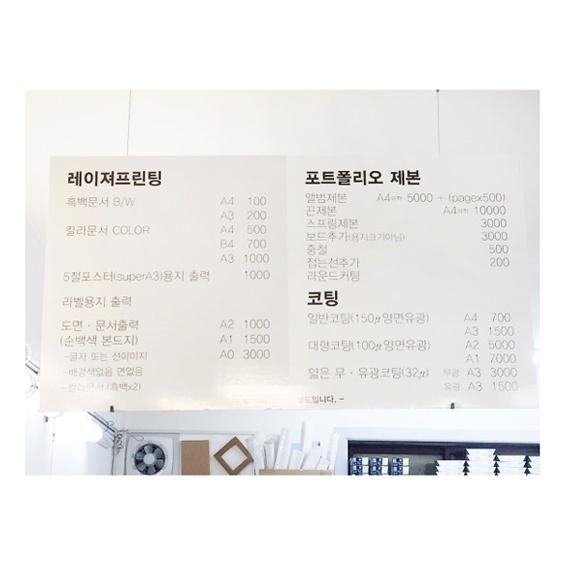 레이져프린팅
흑백문서 B/W A4 100
A3 200
칼라문서 COLOR A4 500
B4 700
A3 1000
5절포스터(superA3)용지 출력 1000
라벨용지 출력
도면 · 문서출력 A2 1000
(순백색 본드지) A1 1500
-글자 또는 선이미지 A0 3000
-배경색없음 면없음
-칼라문서 (흑백x2)
포트폴리오 제본
앨범제본 A4이하 5000 + (pagex500)
끈제본 A4이하 10000
스프링제본 3000
보드추가(용지크기아님) 3000
중철 500
접는선추가 200
라운드커팅
코팅
일반코팅(150μ양면유광) A4 700
A3 1500
대형코팅(100μ양면유광) A2 5000
A1 7000
얇은 무 · 유광코팅(32μ) 무광 A3 3000
유광 A3 1500
입니다. -